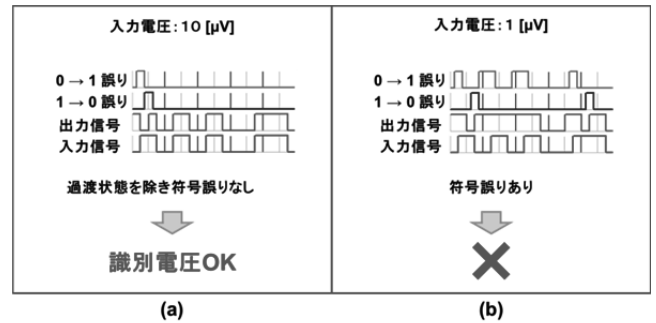 入力電圧:10 [μV]
0 → 1 誤り
1 → 0 誤り
出力信号
入力信号
過渡状態を除き符号誤りなし
識別電圧OK
(a)
入力電圧:1 [μV]
0 → 1 誤り
1 → 0 誤り
出力信号
入力信号
符号誤りあり
(b)